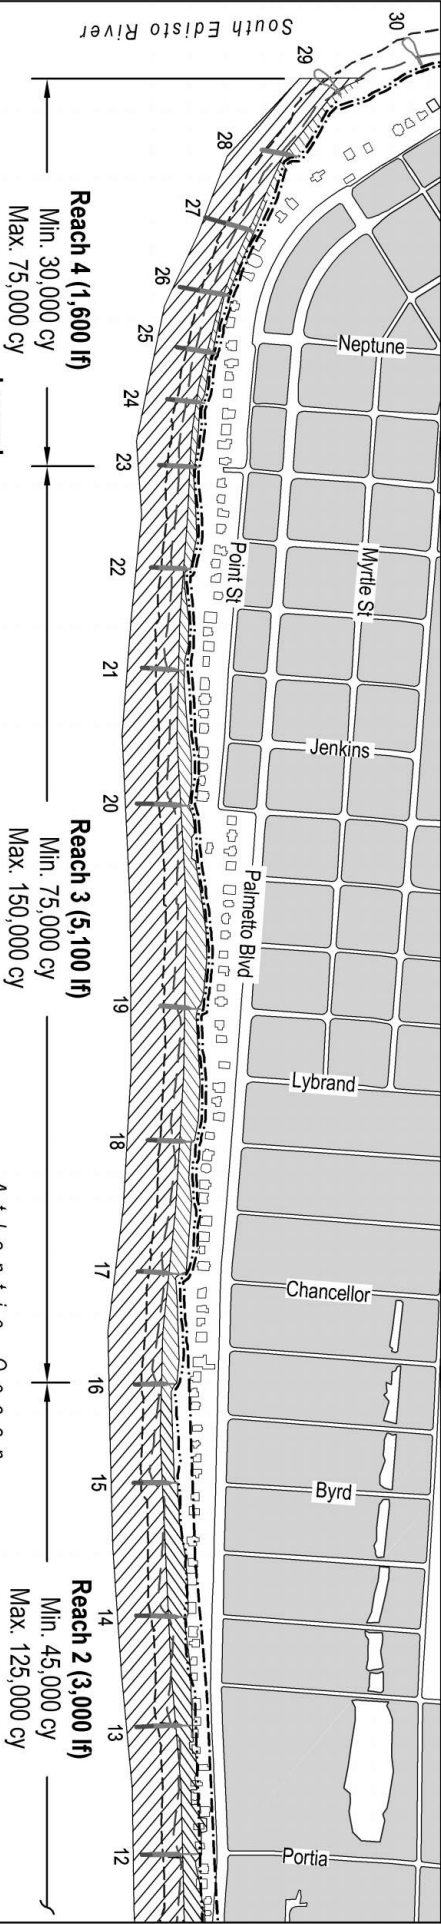 South Edisto River
30
29
28
27
26
25
24
23
22
21
20
19
18
17
16
15
14
13
12
Neptune
Myrtle St
Point St
Jenkins
Palmetto Blvd
Lybrand
Chancellor
Byrd
Portia
Reach 4 (1,600 lf)
Min. 30,000 cy
Max. 75,000 cy
Reach 3 (5,100 lf)
Min. 75,000 cy
Max. 150,000 cy
Reach 2 (3,000 lf)
Min. 45,000 cy
Max. 125,000 cy